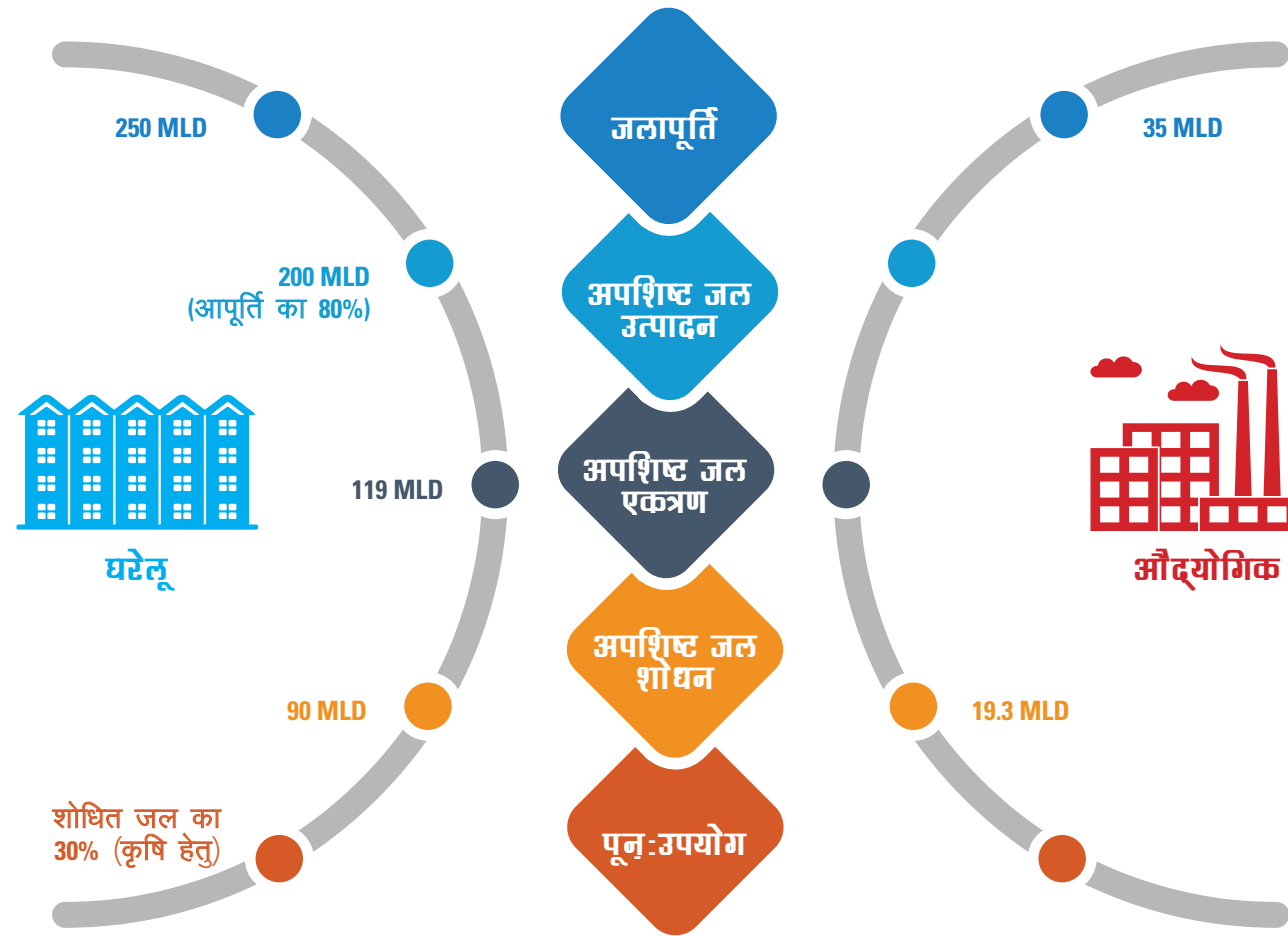 जलापूर्ति
250 MLD
35 MLD
अपशिष्ट जल
उत्पादन
200 MLD
(आपूर्ति का 80%)
अपशिष्ट जल
एकत्रण
119 MLD
घरेलू
औद्योगिक
अपशिष्ट जल
शोधन
90 MLD
19.3 MLD
शोधित जल का
30% (कृषि हेतु)
पून:उपयोग